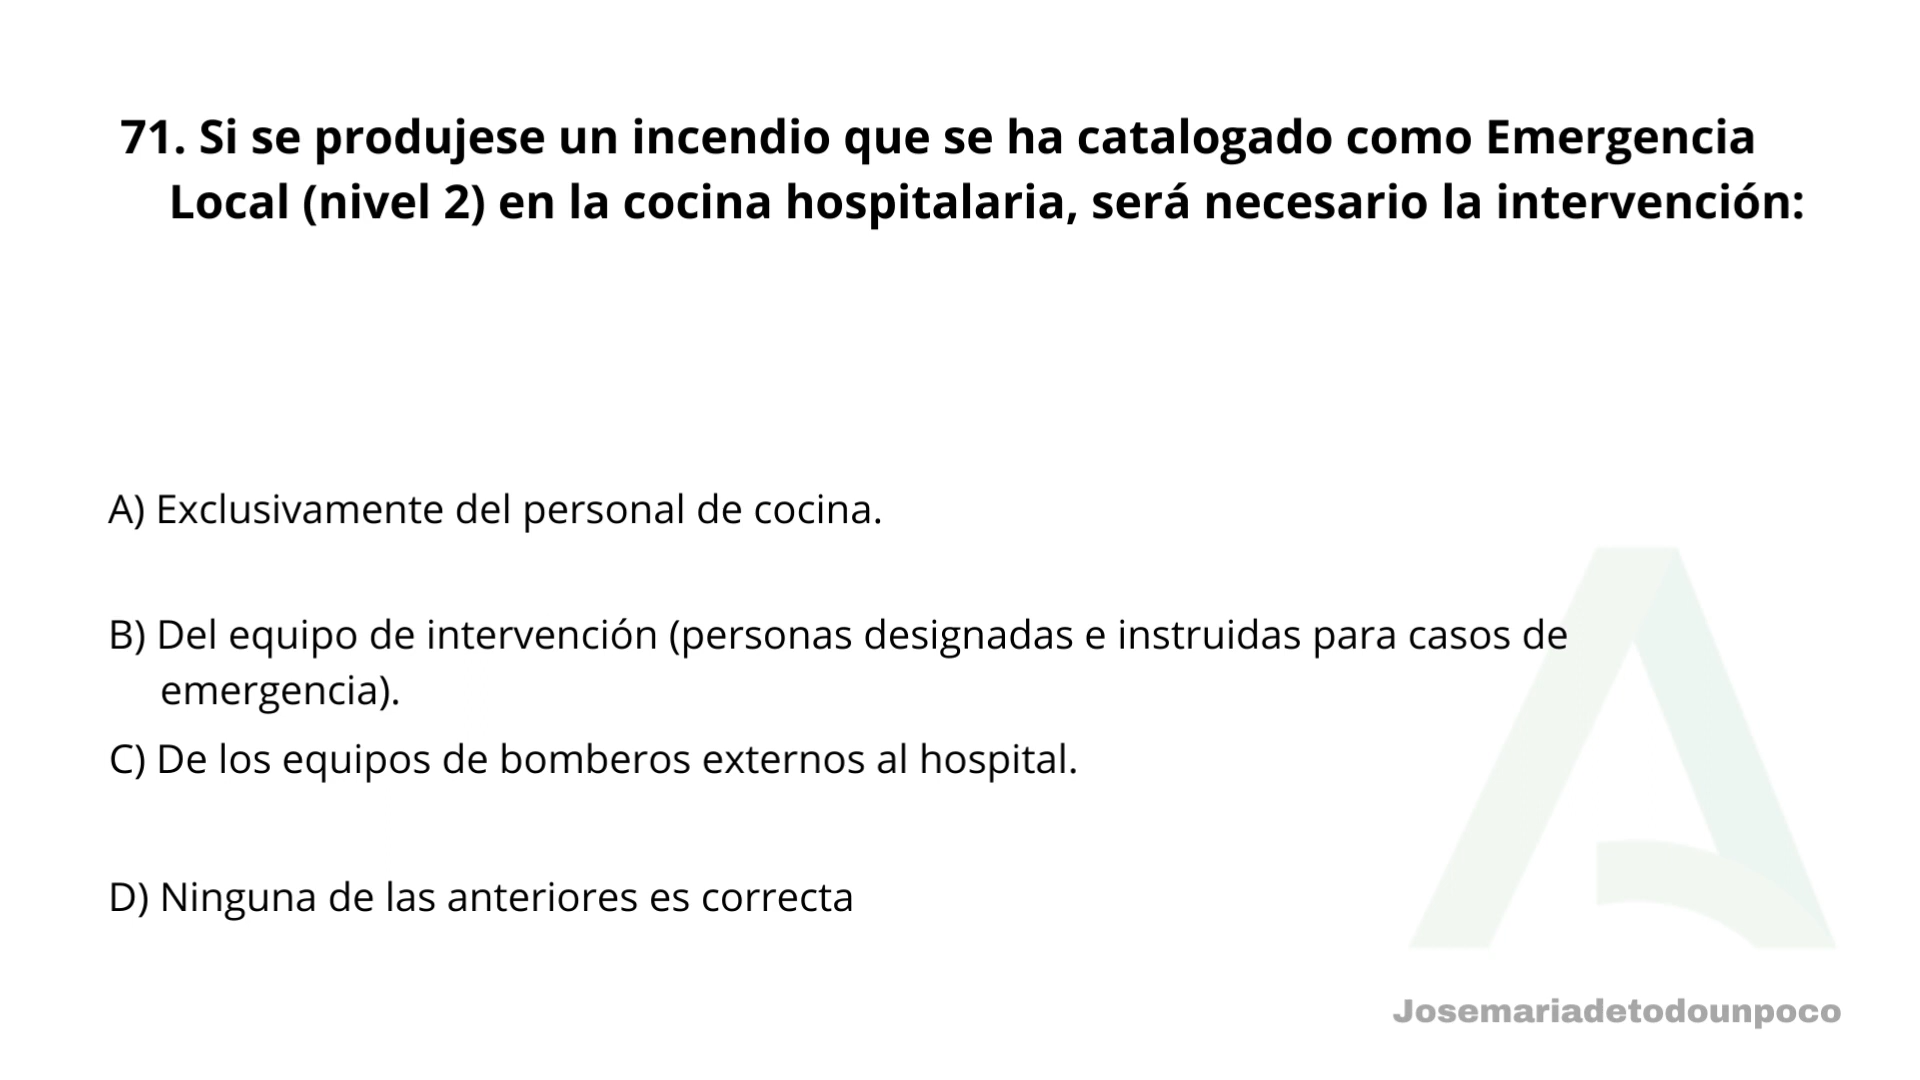 71. Si se produjese un incendio que se ha catalogado como Emergencia
Local (nivel 2) en la cocina hospitalaria, será necesario la intervención:
A) Exclusivamente del personal de cocina.
B) Del equipo de intervención (personas designadas e instruidas para casos de
emergencia).
C) De los equipos de bomberos externos al hospital.
D) Ninguna de las anteriores es correcta
Josemariadetodounpoco